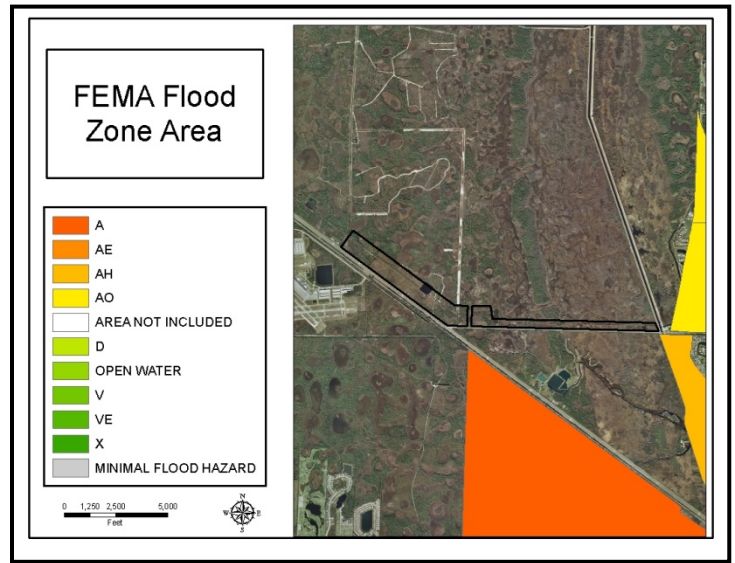 FEMA Flood
Zone Area
A
AE
AH
AO
AREA NOT INCLUDED
D
OPEN WATER
V
VE
X
MINIMAL FLOOD HAZARD
0 1,250 2,500 5,000
Feet
N
W E
S